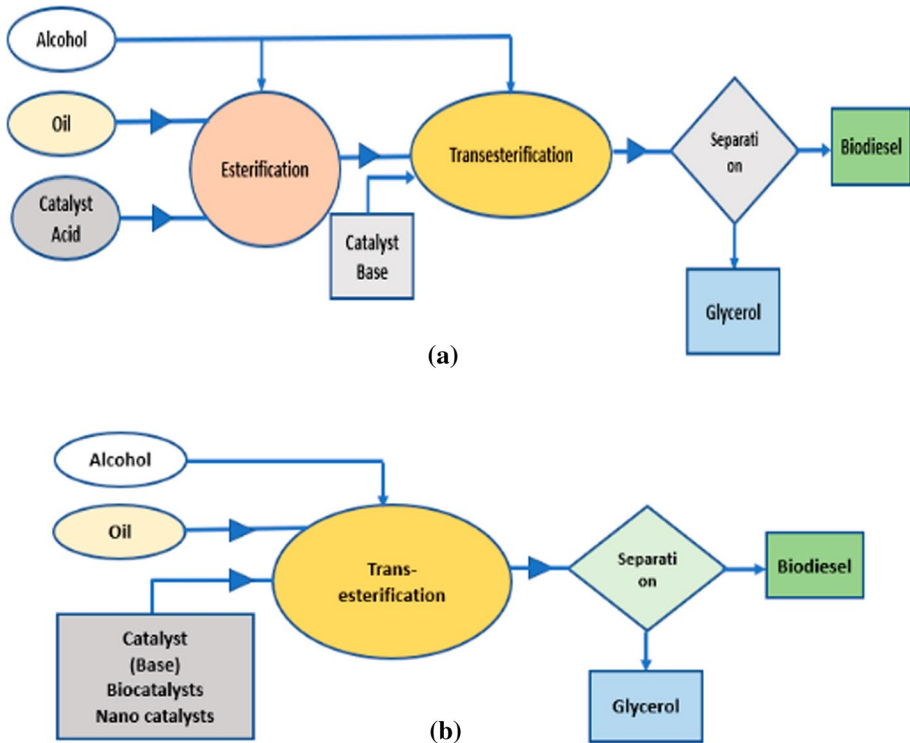 Alcohol
Oil
Catalyst
Acid
Esterification
Catalyst
Base
Transesterification
Separati
on
Biodiesel
Glycerol
(a)
Alcohol
Oil
Catalyst
(Base)
Biocatalysts
Nano catalysts
Trans-
esterification
Separati
on
Biodiesel
Glycerol
(b)